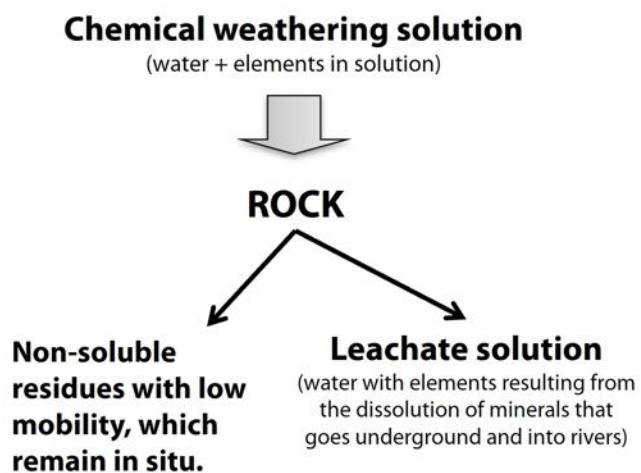 Chemical weathering solution
(water + elements in solution)
ROCK
Non-soluble
residues with low
mobility, which
remain in situ.
Leachate solution
(water with elements resulting from
the dissolution of minerals that
goes underground and into rivers)